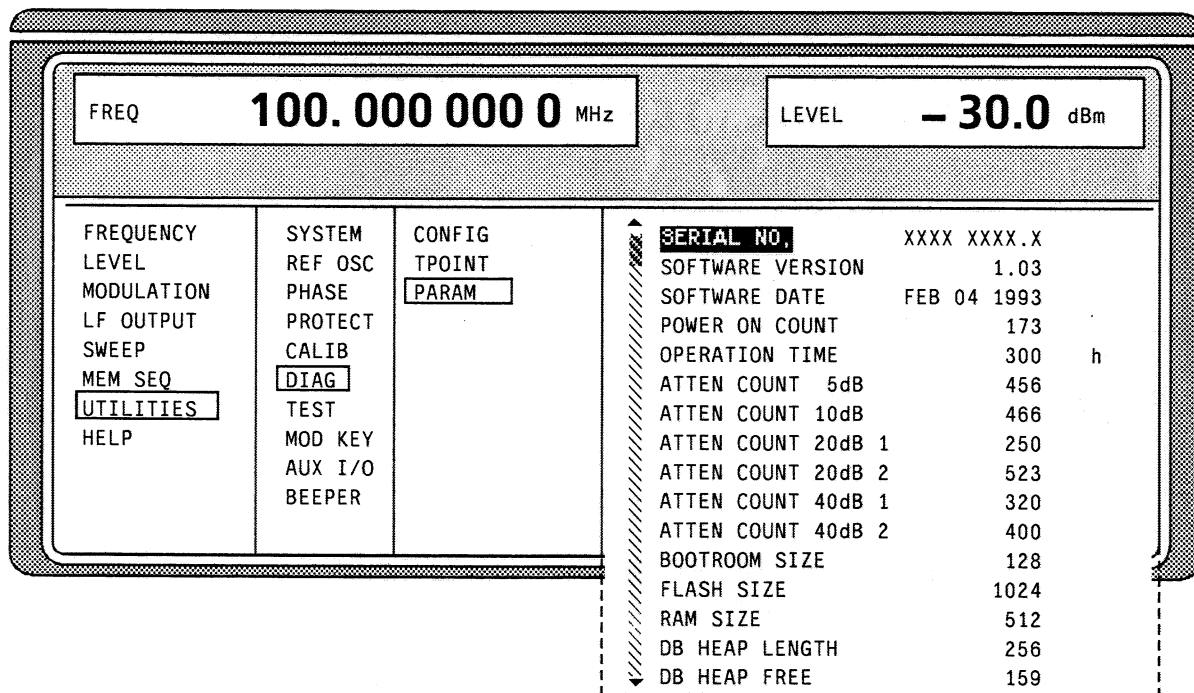 FREQ 100. 000 000 0 MHz
LEVEL – 30.0 dBm
FREQUENCY
LEVEL
MODULATION
LF OUTPUT
SWEEP
MEM SEQ
UTILITIES
HELP
SYSTEM
REF OSC
PHASE
PROTECT
CALIB
DIAG
TEST
MOD KEY
AUX I/O
BEEPER
CONFIG
TPOINT
PARAM
SERIAL NO, XXXX XXXX.X
SOFTWARE VERSION 1.03
SOFTWARE DATE FEB 04 1993
POWER ON COUNT 173
OPERATION TIME 300 h
ATTEN COUNT 5dB 456
ATTEN COUNT 10dB 466
ATTEN COUNT 20dB 1 250
ATTEN COUNT 20dB 2 523
ATTEN COUNT 40dB 1 320
ATTEN COUNT 40dB 2 400
BOOTROOM SIZE 128
FLASH SIZE 1024
RAM SIZE 512
DB HEAP LENGTH 256
DB HEAP FREE 159